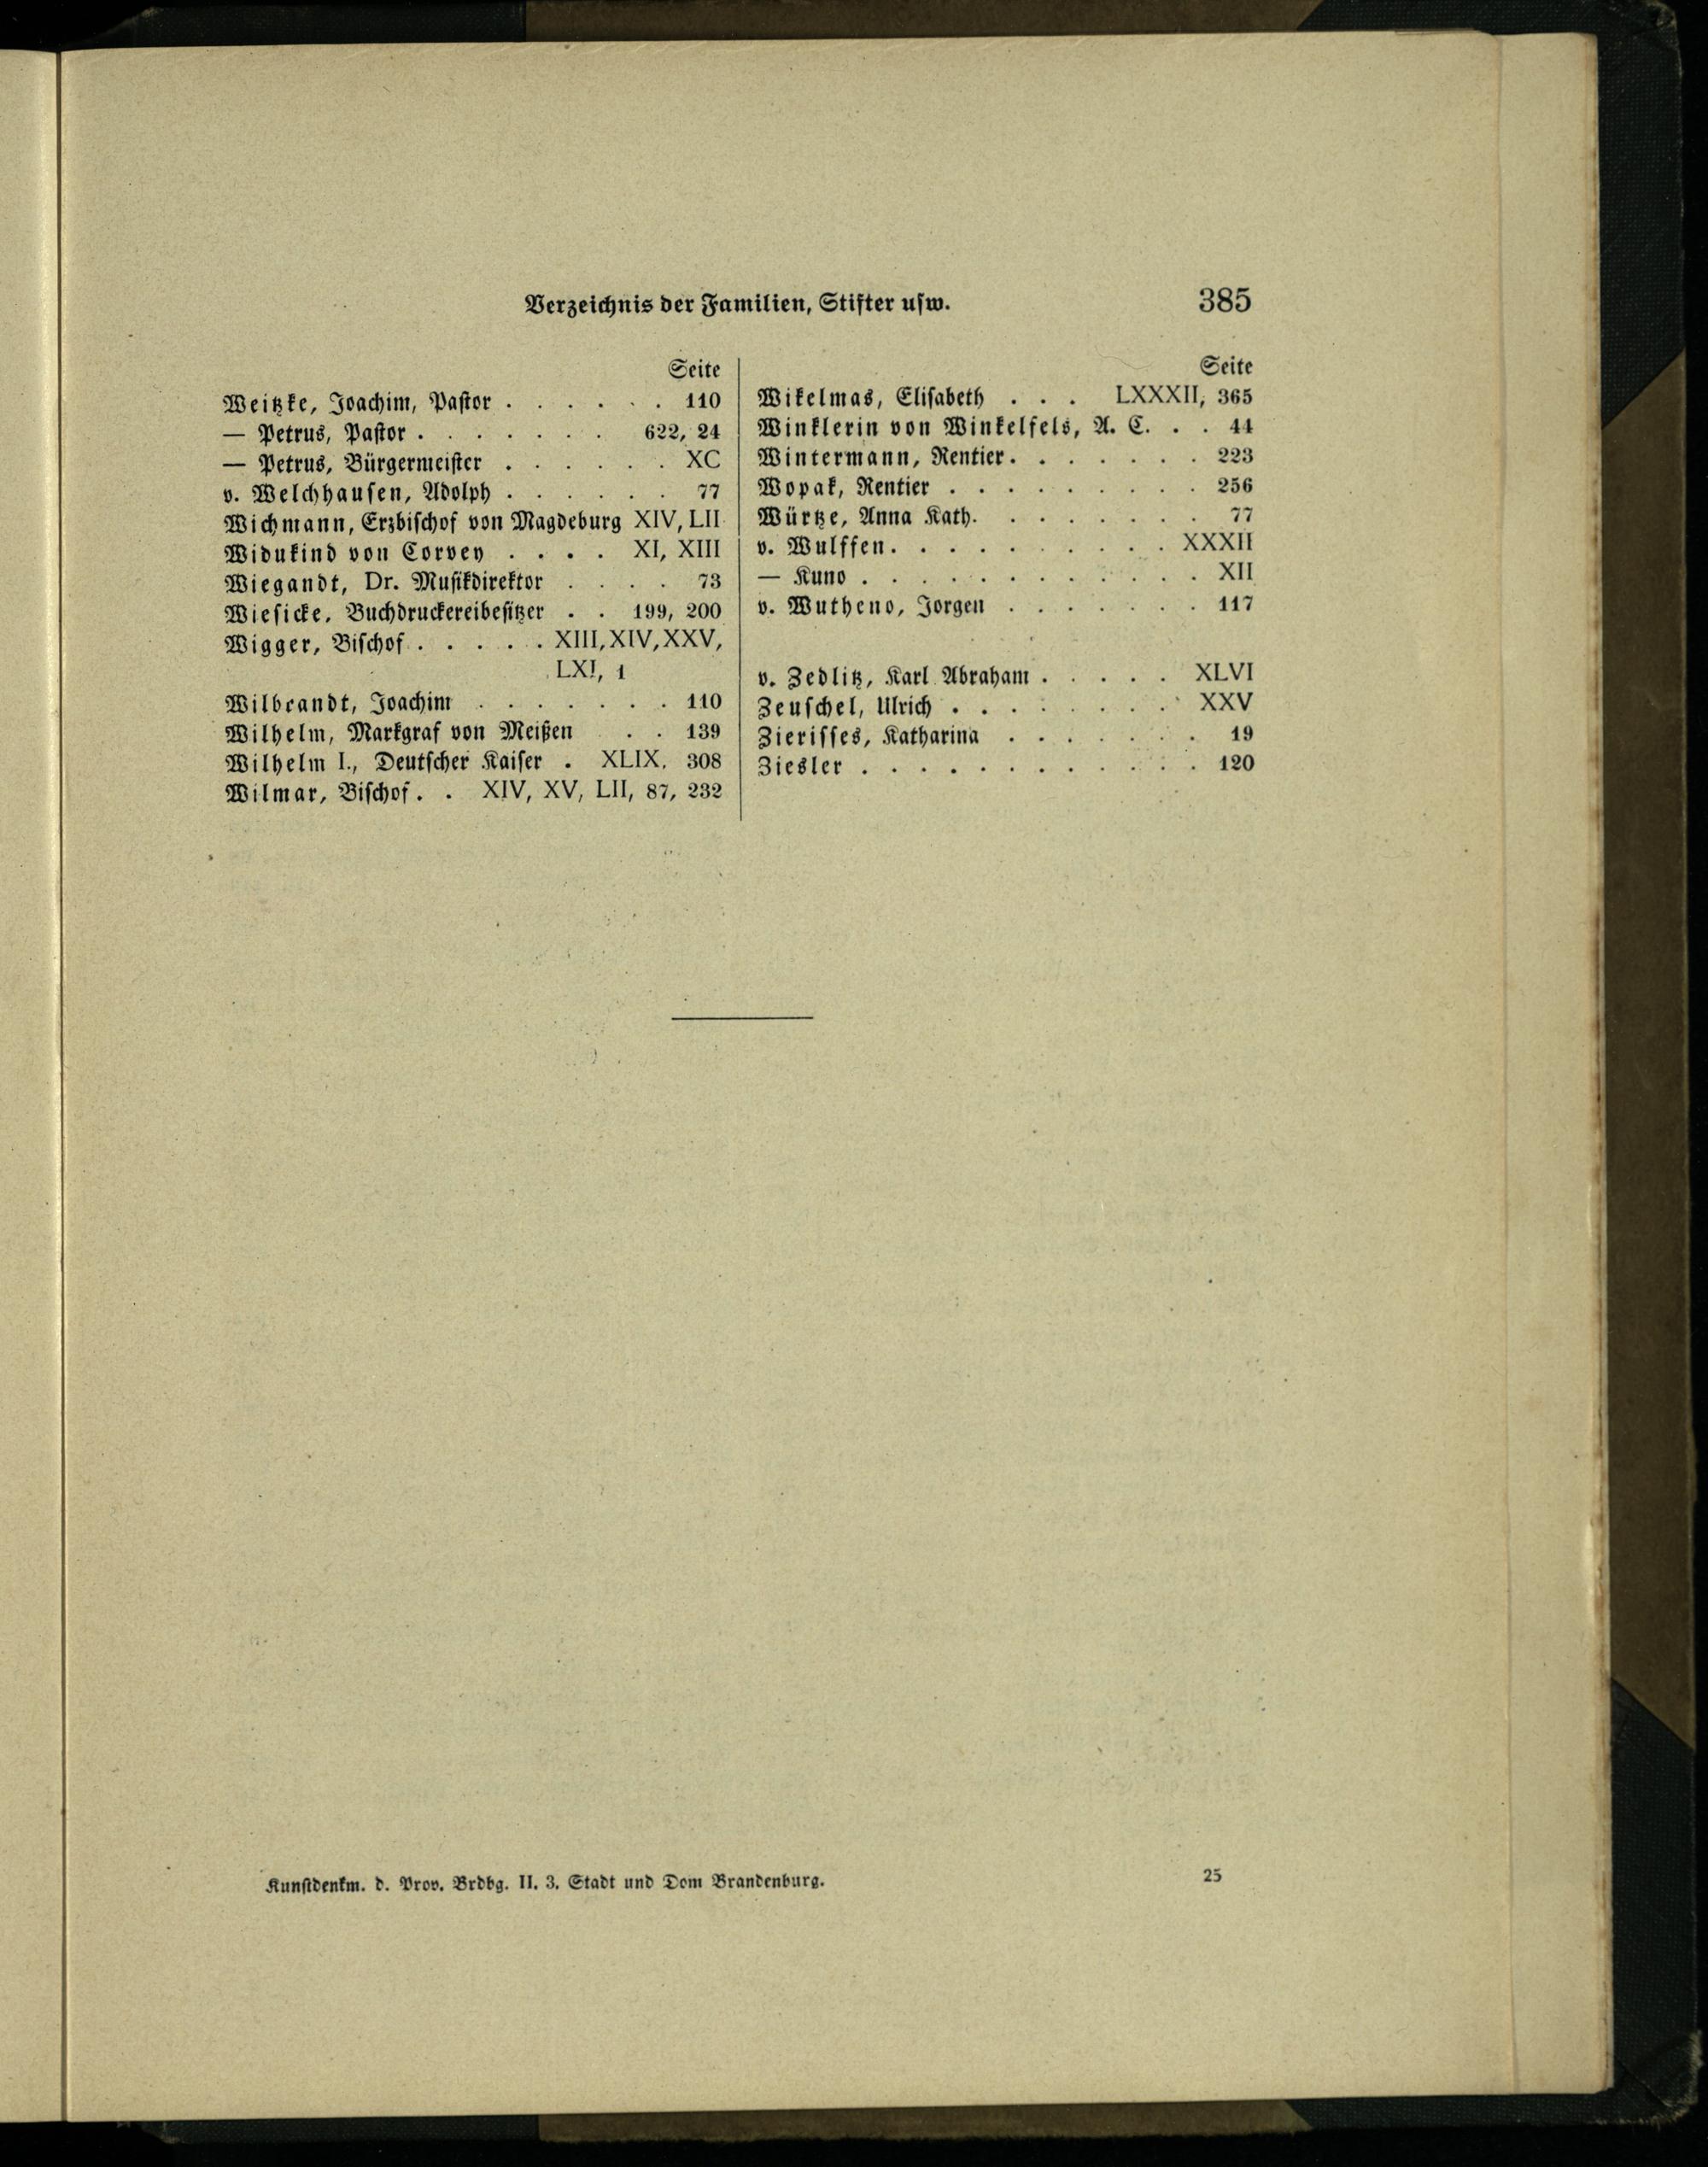 Verzeichnis der Familien, Stifter usw. 385
Seite
Weitzke, Joachim, Pastor . . . . . . 110
— Petrus, Pastor . . . . . . . 622, 24
— Petrus, Bürgermeister . . . . . . XC
v. Welchhausen, Adolph . . . . . . 77
Wichmann, Erzbischof von Magdeburg XIV, LII
Widukind von Corvey . . . . XI, XIII
Wiegandt, Dr. Musikdirektor . . . . 73
Wiesicke, Buchdruckereibesitzer . . 199, 200
Wigger, Bischof . . . . . XIII, XIV, XXV,
LXI, 1
Wilbrandt, Joachim . . . . . . . 110
Wilhelm, Markgraf von Meißen . . 139
Wilhelm I., Deutscher Kaiser . XLIX, 308
Wilmar, Bischof . . XIV, XV, LII, 87, 232
Seite
Wikelmas, Elisabeth . . . LXXXII, 365
Winklerin von Winkelfels, A. C. . . 44
Wintermann, Rentier . . . . . . . 223
Wopak, Rentier . . . . . . . . . 256
Würtze, Anna Kath. . . . . . . . 77
v. Wulffen . . . . . . . . . . XXXII
— Kuno . . . . . . . . . . . . XII
v. Wutheno, Jorgen . . . . . . . 117
v. Zedlitz, Karl Abraham . . . . . XLVI
Zeuschel, Ulrich . . . . . . . . XXV
Zierisses, Katharina . . . . . . . 19
Ziesler . . . . . . . . . . . . 120
Kunstdenkm. d. Prov. Brdbg. II. 3. Stadt und Dom Brandenburg. 25